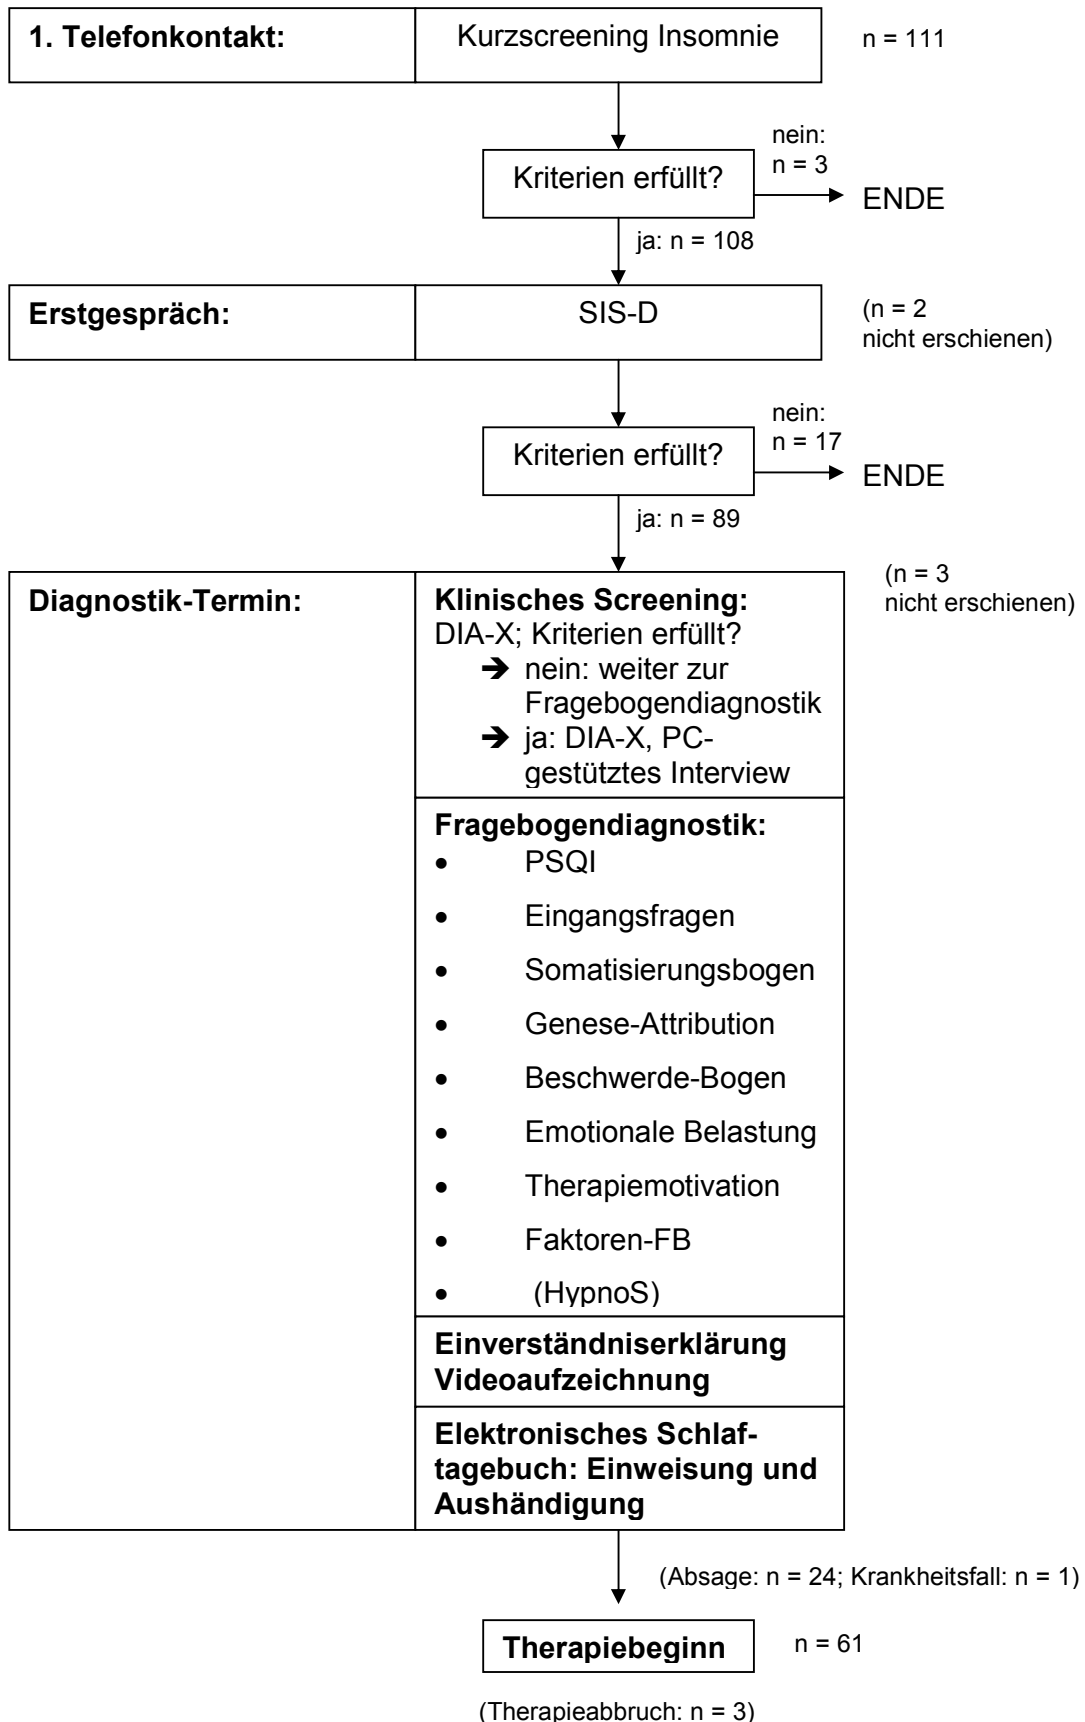 1. Telefonkontakt:
Kurzscreening Insomnie
n = 111
nein:
n = 3
Kriterien erfüllt?
ENDE
ja: n = 108
Erstgespräch:
SIS-D
(n = 2
nicht erschienen)
nein:
n = 17
Kriterien erfüllt?
ENDE
ja: n = 89
(n = 3
nicht erschienen)
Diagnostik-Termin:
Klinisches Screening:
DIA-X; Kriterien erfüllt?
➔ nein: weiter zur
Fragebogendiagnostik
➔ ja: DIA-X, PC-
gestütztes Interview
Fragebogendiagnostik:
• PSQI
• Eingangsfragen
• Somatisierungsbogen
• Genese-Attribution
• Beschwerde-Bogen
• Emotionale Belastung
• Therapiemotivation
• Faktoren-FB
• (HypnoS)
Einverständniserklärung
Videoaufzeichnung
Elektronisches Schlaf-
tagebuch: Einweisung und
Aushändigung
(Absage: n = 24; Krankheitsfall: n = 1)
Therapiebeginn
n = 61
(Therapieabbruch: n = 3)